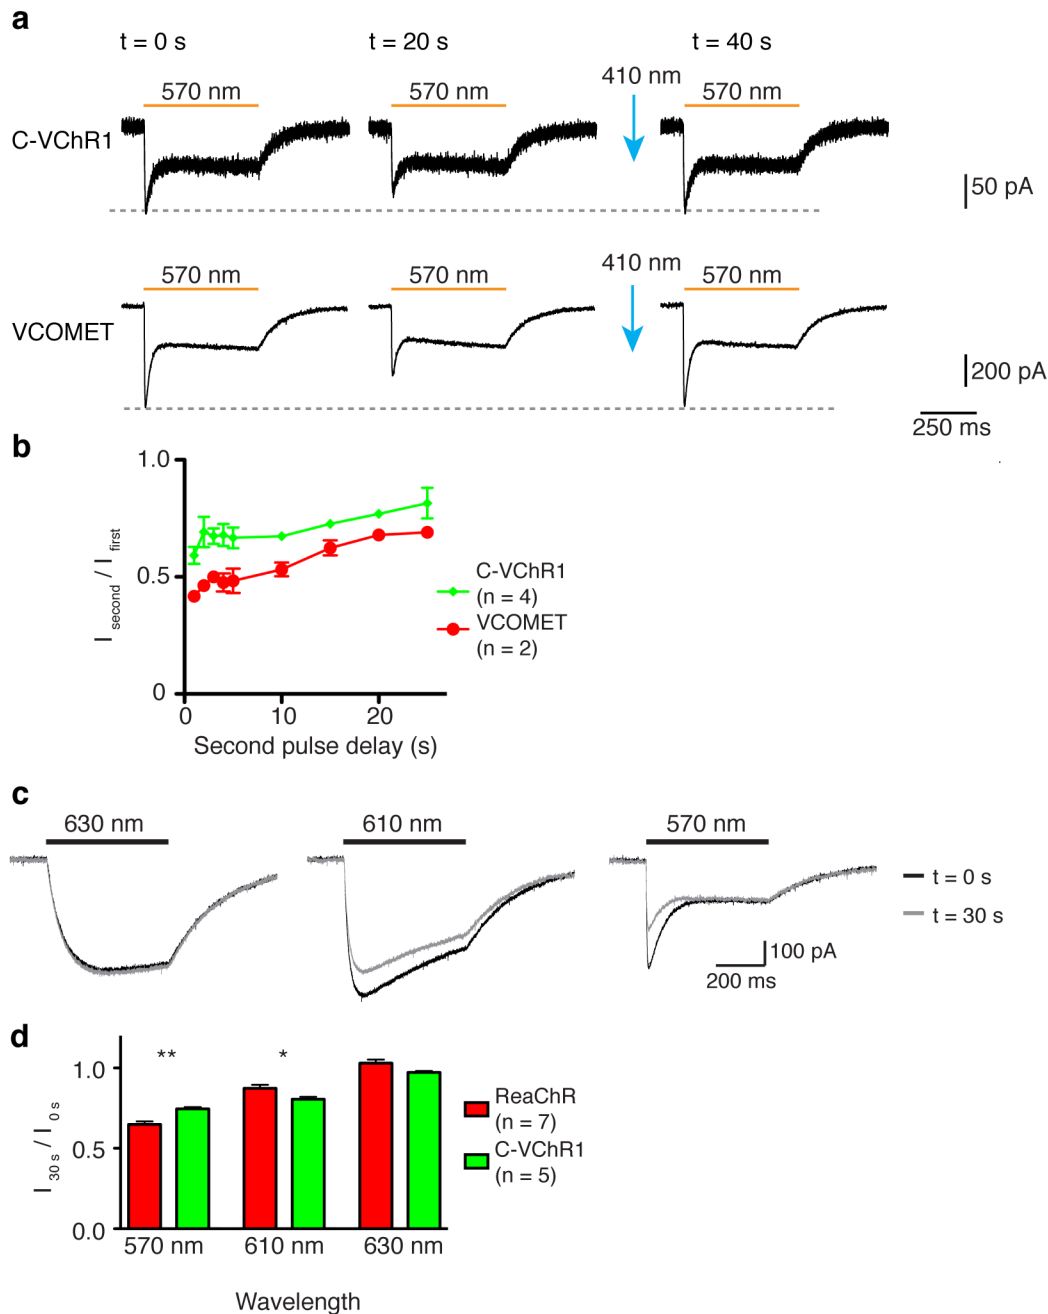 a
t = 0 s
t = 20 s
t = 40 s
570 nm
570 nm
410 nm
570 nm
C-VChR1
50 pA
570 nm
570 nm
410 nm
570 nm
VCOMET
200 pA
250 ms
b
1.0
0.5
0
I second / I first
0
10
20
Second pulse delay (s)
C-VChR1
(n = 4)
VCOMET
(n = 2)
c
630 nm
610 nm
570 nm
t = 0 s
t = 30 s
100 pA
200 ms
d
**
*
1.0
0.5
0.0
I 30 s / I 0 s
570 nm
610 nm
630 nm
Wavelength
ReaChR
(n = 7)
C-VChR1
(n = 5)